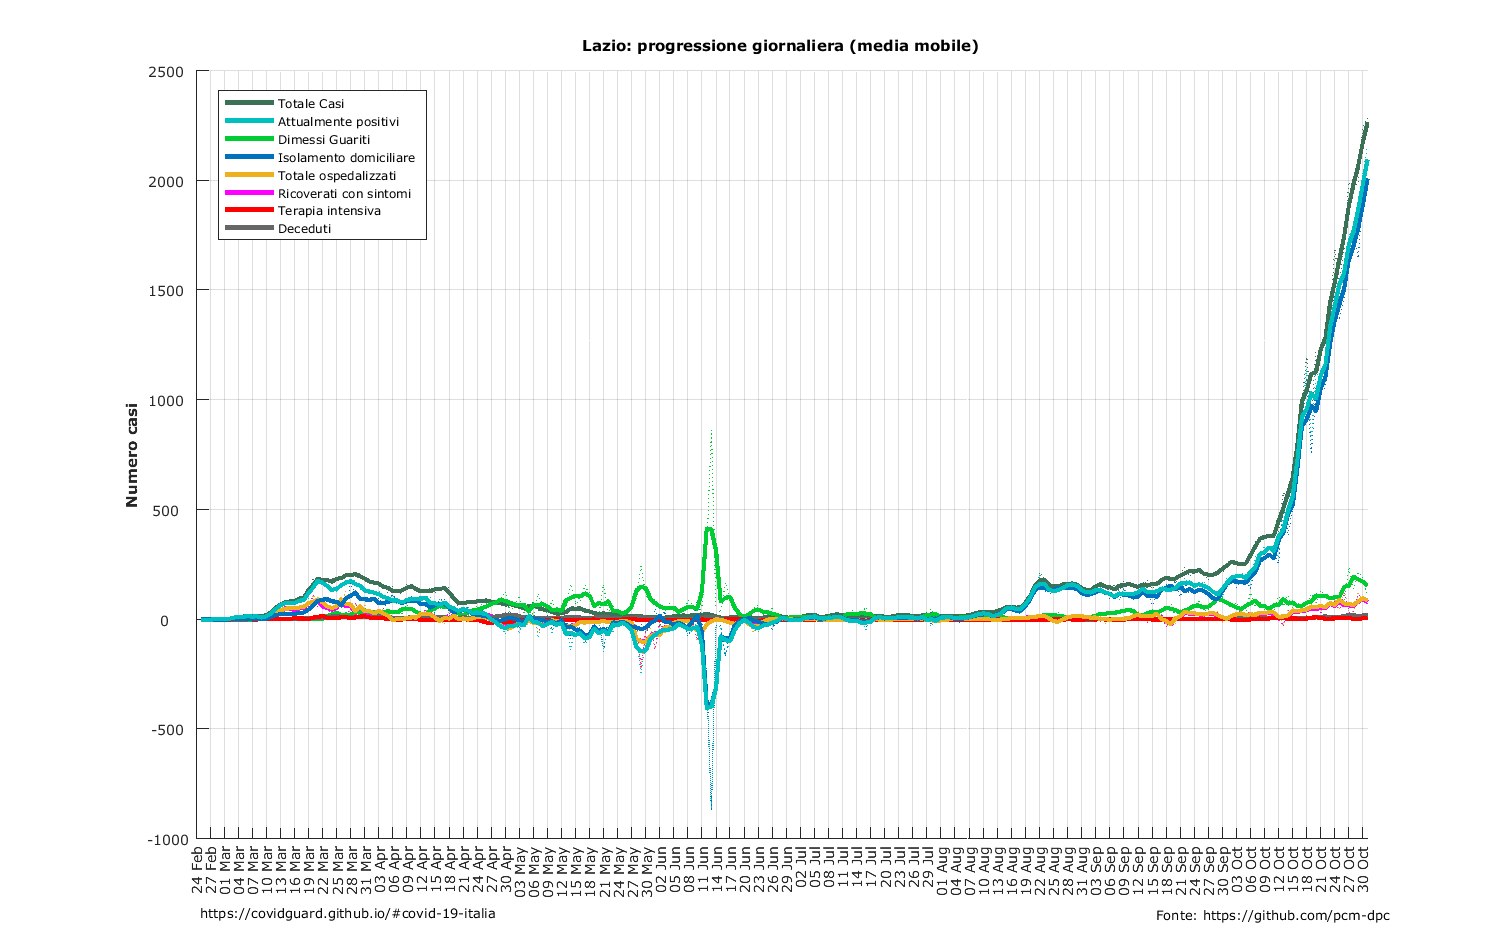 Lazio: progressione giornaliera (media mobile)
2500
2000
1500
1000
500
0
-500
-1000
Numero casi
Totale Casi
Attualmente positivi
Dimessi Guariti
Isolamento domiciliare
Totale ospedalizzati
Ricoverati con sintomi
Terapia intensiva
Deceduti
24 Feb
27 Feb
01 Mar
04 Mar
07 Mar
10 Mar
13 Mar
16 Mar
19 Mar
22 Mar
25 Mar
28 Mar
31 Mar
03 Apr
06 Apr
09 Apr
12 Apr
15 Apr
18 Apr
21 Apr
24 Apr
27 Apr
30 Apr
03 May
06 May
09 May
12 May
15 May
18 May
21 May
24 May
27 May
30 May
02 Jun
05 Jun
08 Jun
11 Jun
14 Jun
17 Jun
20 Jun
23 Jun
26 Jun
29 Jun
02 Jul
05 Jul
08 Jul
11 Jul
14 Jul
17 Jul
20 Jul
23 Jul
26 Jul
29 Jul
01 Aug
04 Aug
07 Aug
10 Aug
13 Aug
16 Aug
19 Aug
22 Aug
25 Aug
28 Aug
31 Aug
03 Sep
06 Sep
09 Sep
12 Sep
15 Sep
18 Sep
21 Sep
24 Sep
27 Sep
30 Sep
03 Oct
06 Oct
09 Oct
12 Oct
15 Oct
18 Oct
21 Oct
24 Oct
27 Oct
30 Oct
https://covidguard.github.io/#covid-19-italia
Fonte: https://github.com/pcm-dpc